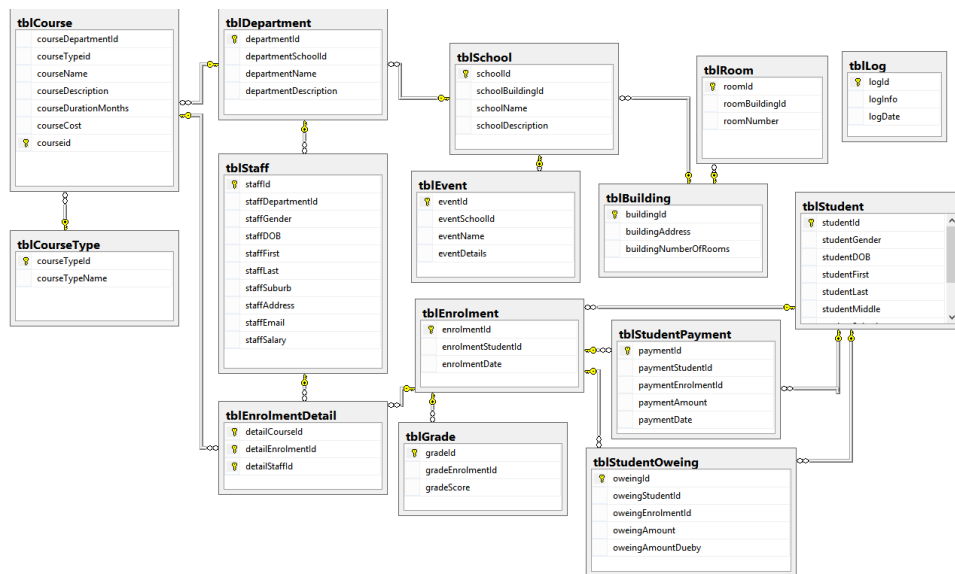 tblCourse
courseDepartmentId
courseTypeid
courseName
courseDescription
courseDurationMonths
courseCost
courseid
tblDepartment
departmentId
departmentSchoolId
departmentName
departmentDescription
tblSchool
schoolId
schoolBuildingId
schoolName
schoolDescription
tblRoom
roomId
roomBuildingId
roomNumber
tblLog
logId
logInfo
logDate
tblStaff
staffId
staffDepartmentId
staffGender
staffDOB
staffFirst
staffLast
staffSuburb
staffAddress
staffEmail
staffSalary
tblEvent
eventId
eventSchoolId
eventName
eventDetails
tblBuilding
buildingId
buildingAddress
buildingNumberOfRooms
tblStudent
studentId
studentGender
studentDOB
studentFirst
studentLast
studentMiddle
tblCourseType
courseTypeId
courseTypeName
tblEnrolment
enrolmentId
enrolmentStudentId
enrolmentDate
tblStudentPayment
paymentId
paymentStudentId
paymentEnrolmentId
paymentAmount
paymentDate
tblEnrolmentDetail
detailCourseId
detailEnrolmentId
detailStaffId
tblGrade
gradeId
gradeEnrolmentId
gradeScore
tblStudentOweing
oweingId
oweingStudentId
oweingEnrolmentId
oweingAmount
oweingAmountDueby